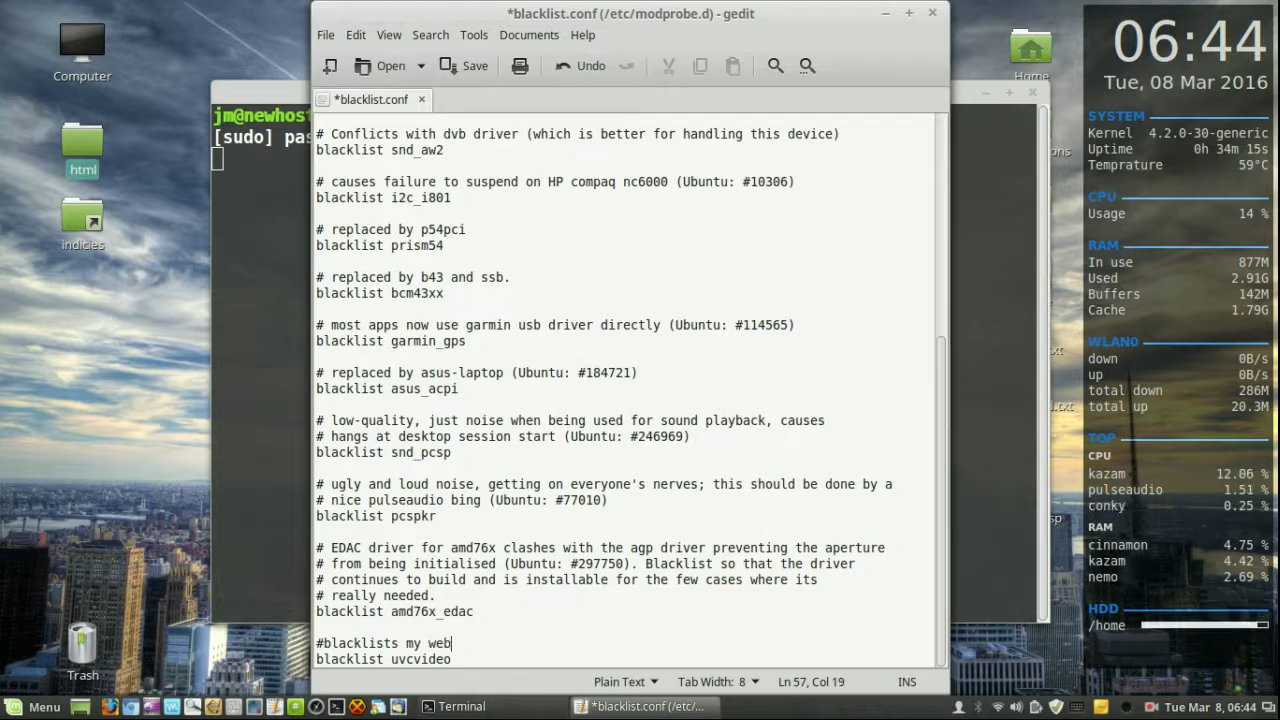 *blacklist.conf (/etc/modprobe.d) - gedit
File Edit View Search Tools Documents Help
Open Save Undo
*blacklist.conf
# Conflicts with dvb driver (which is better for handling this device)
blacklist snd_aw2
# causes failure to suspend on HP compaq nc6000 (Ubuntu: #10306)
blacklist i2c_i801
# replaced by p54pci
blacklist prism54
# replaced by b43 and ssb.
blacklist bcm43xx
# most apps now use garmin usb driver directly (Ubuntu: #114565)
blacklist garmin_gps
# replaced by asus-laptop (Ubuntu: #184721)
blacklist asus_acpi
# low-quality, just noise when being used for sound playback, causes
# hangs at desktop session start (Ubuntu: #246969)
blacklist snd_pcsp
# ugly and loud noise, getting on everyone's nerves; this should be done by a
# nice pulseaudio bing (Ubuntu: #77010)
blacklist pcspkr
# EDAC driver for amd76x clashes with the agp driver preventing the aperture
# from being initialised (Ubuntu: #297750). Blacklist so that the driver
# continues to build and is installable for the few cases where its
# really needed.
blacklist amd76x_edac
#blacklists my web
blacklist uvcvideo
Plain Text Tab Width: 8 Ln 57, Col 19 INS
Computer
html
indicies
Trash
jm@newhost
[sudo] pas
Home
ons
.txt
l.txt
sp
06:44
Tue, 08 Mar 2016
SYSTEM
Kernel 4.2.0-30-generic
Uptime 0h 34m 15s
Temprature 59°C
CPU
Usage 14 %
RAM
In use 877M
Used 2.91G
Buffers 142M
Cache 1.79G
WLAN0
down 0B/s
up 0B/s
total down 286M
total up 20.3M
TOP
CPU
kazam 12.06 %
pulseaudio 1.51 %
conky 0.25 %
RAM
cinnamon 4.75 %
kazam 4.42 %
nemo 2.69 %
HDD
/home
Menu Terminal *blacklist.conf (/etc/... Tue Mar 8, 06:44